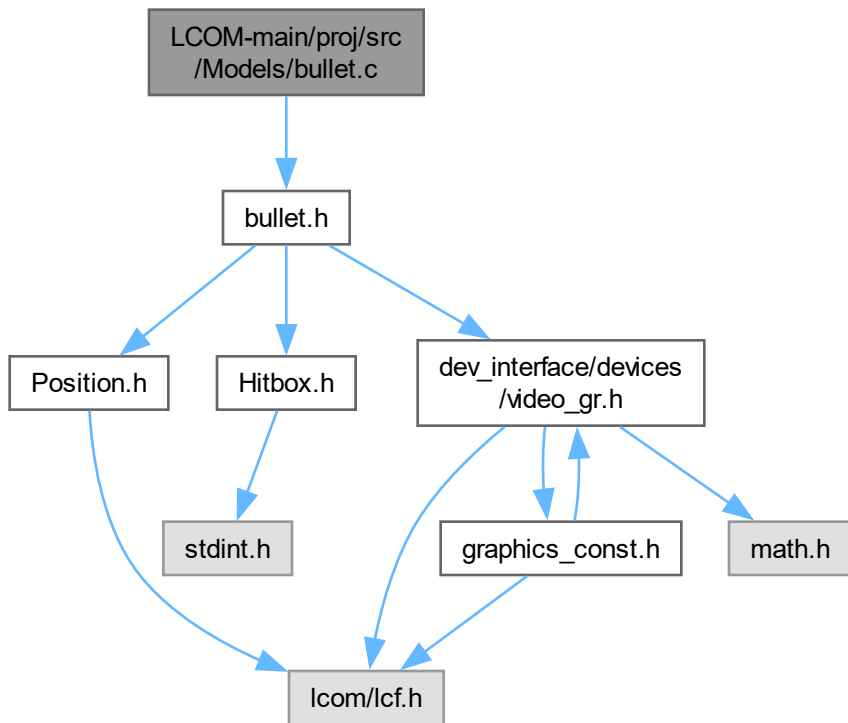 LCOM-main/proj/src
/Models/bullet.c
bullet.h
Position.h
Hitbox.h
dev_interface/devices
/video_gr.h
stdint.h
graphics_const.h
math.h
lcom/lcf.h